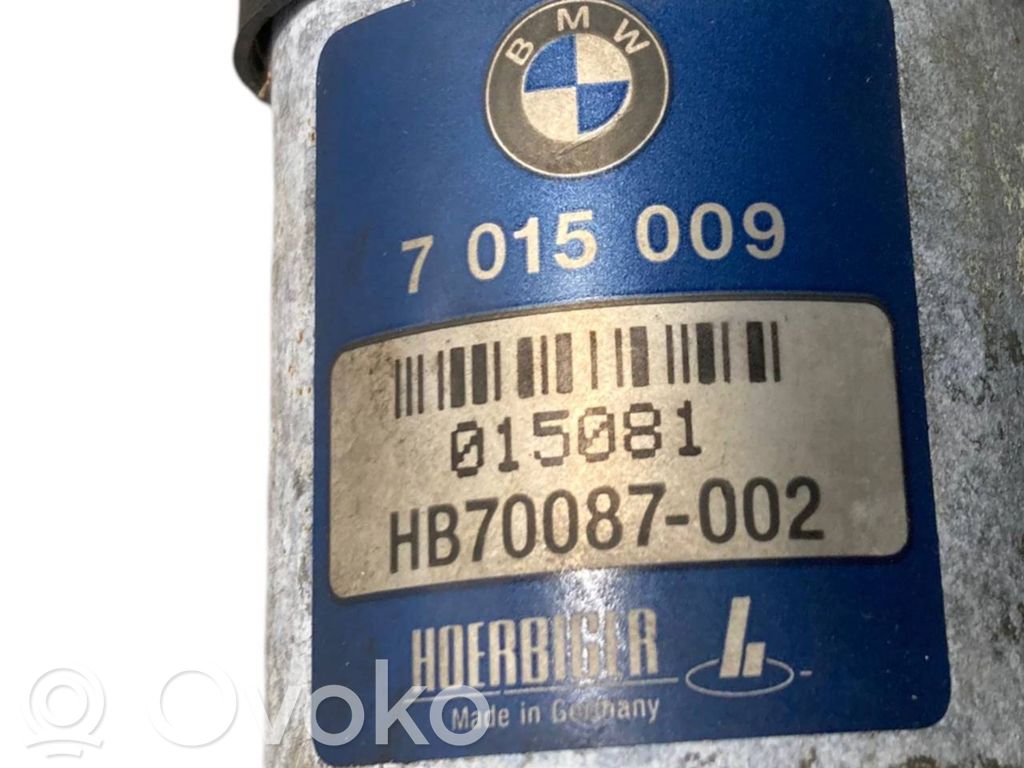 BMW
7 015 009
015081
HB70087-002
HOERBIGER
Made in Germany
Ovoko